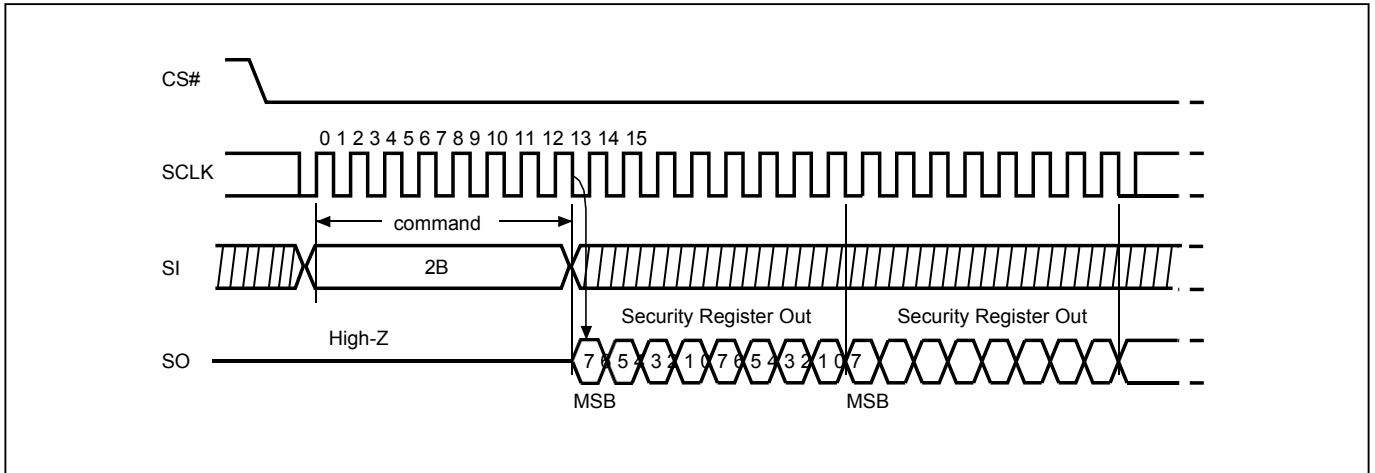 CS#
0 1 2 3 4 5 6 7 8 9 10 11 12 13 14 15
SCLK
command
SI
2B
Security Register Out Security Register Out
High-Z
SO
7 6 5 4 3 2 1 0 7 6 5 4 3 2 1 0 7
MSB MSB